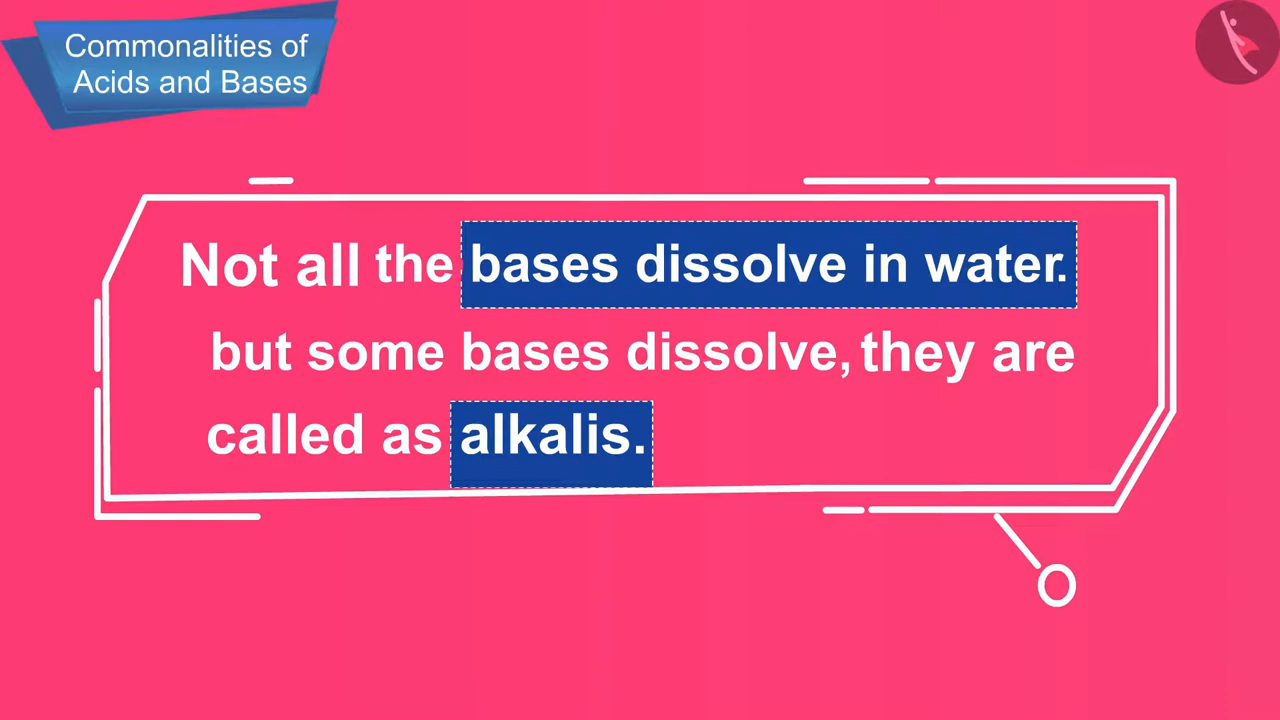 Commonalities of
Acids and Bases
Not all the bases dissolve in water.
but some bases dissolve, they are
called as alkalis.